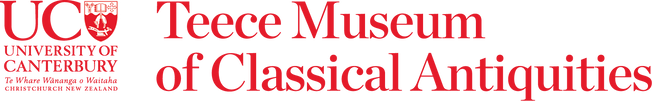 UC
UNIVERSITY OF
CANTERBURY
Te Whare Wānanga o Waitaha
CHRISTCHURCH NEW ZEALAND
Teece Museum
of Classical Antiquities